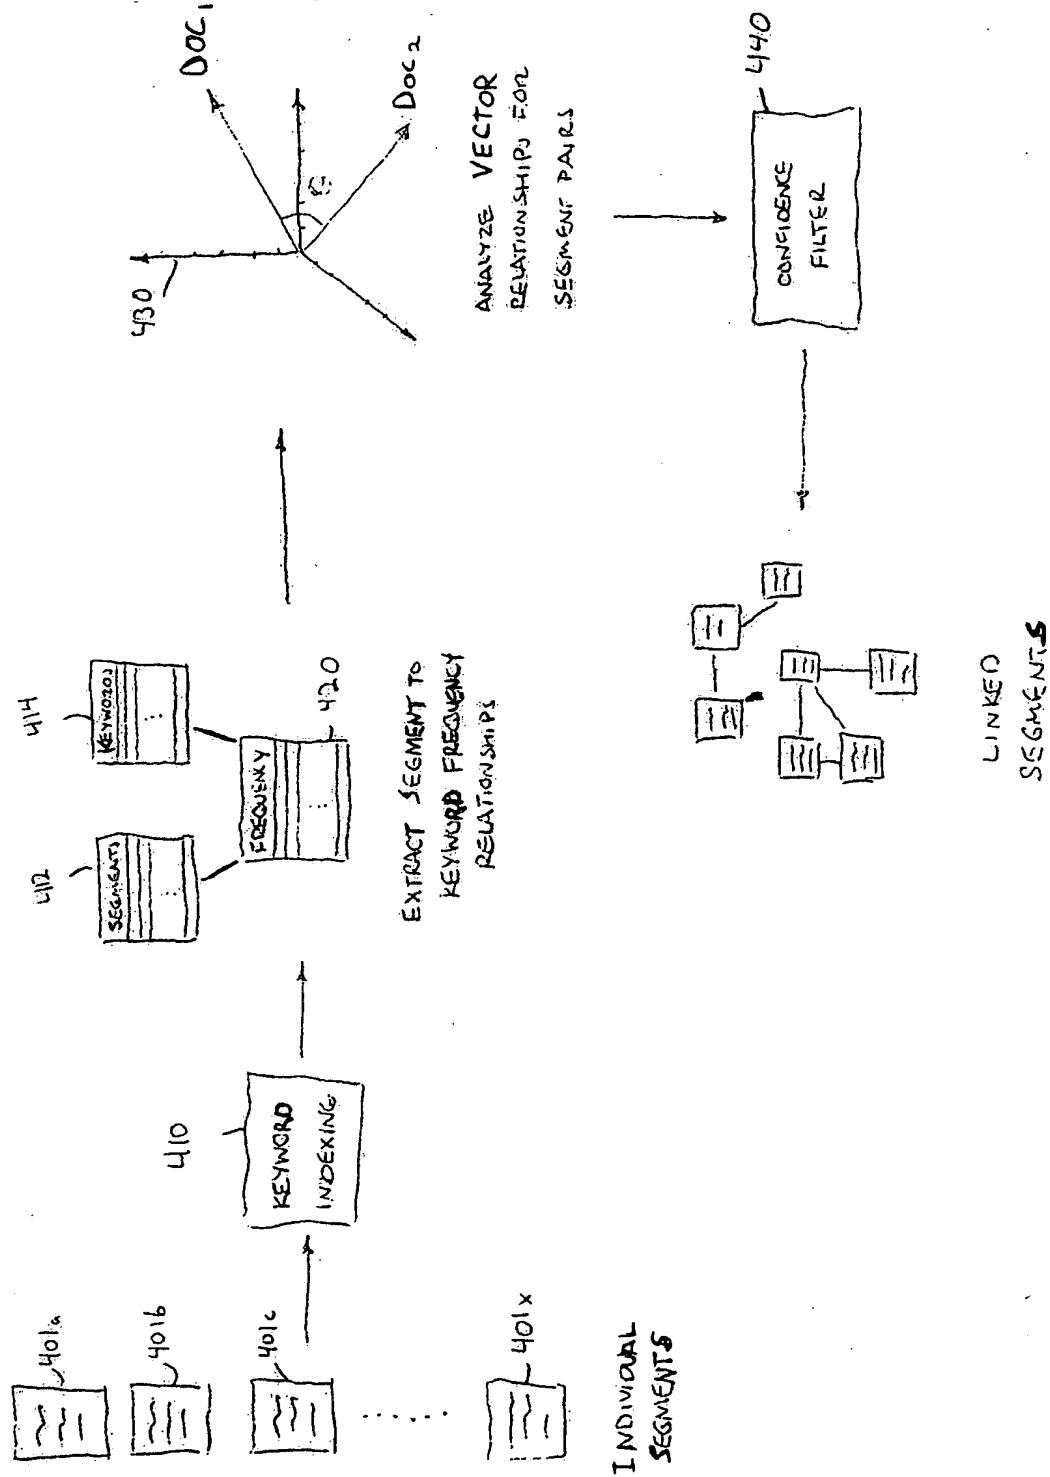 401a
401b
401c
401x
INDIVIDUAL
SEGMENTS
410
KEYWORD
INDEXING
412
SEGMENTS
414
KEYWORDS
FREQUENCY
420
EXTRACT SEGMENT TO
KEYWORD FREQUENCY
RELATIONSHIPS
430
DOC1
DOC2
ANALYZE VECTOR
RELATIONSHIPS FOR
SEGMENT PAIRS
440
CONFIDENCE
FILTER
LINKED
SEGMENTS